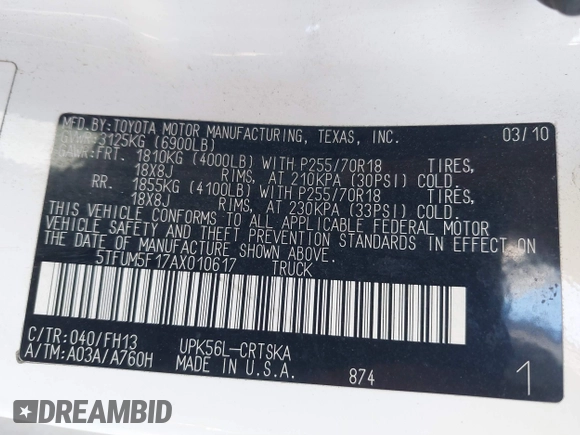 MFD.BY:TOYOTA MOTOR MANUFACTURING, TEXAS, INC. 03/10
GVWR:3125KG (6900LB)
GAWR:FRT. 1810KG (4000LB) WITH P255/70R18 TIRES,
18X8J RIMS, AT 210KPA (30PSI) COLD.
RR. 1855KG (4100LB) WITH P255/70R18 TIRES,
18X8J RIMS, AT 230KPA (33PSI) COLD.
THIS VEHICLE CONFORMS TO ALL APPLICABLE FEDERAL MOTOR
VEHICLE SAFETY AND THEFT PREVENTION STANDARDS IN EFFECT ON
THE DATE OF MANUFACTURE SHOWN ABOVE.
5TFUM5F17AX010617 TRUCK
C/TR:040/FH13 UPK56L-CRTSKA
A/TM:A03A/A760H MADE IN U.S.A. 874 1
DREAMBID